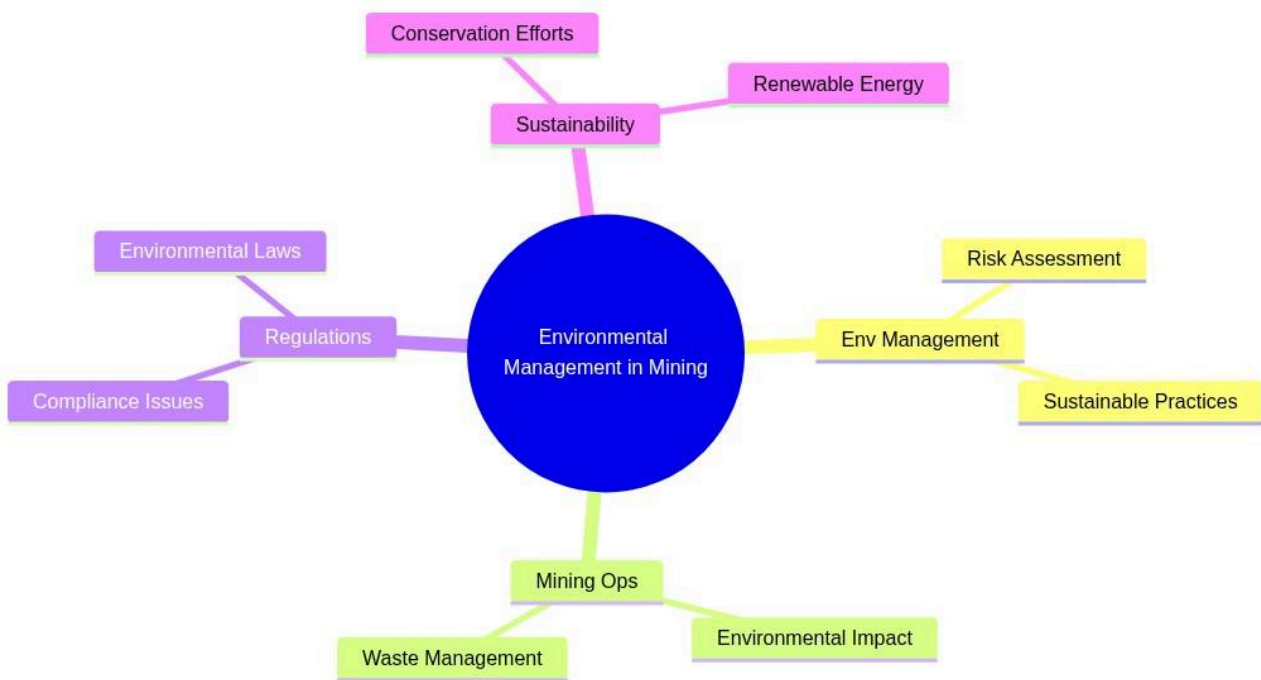 Conservation Efforts
Renewable Energy
Sustainability
Environmental Laws
Risk Assessment
Regulations
Environmental
Management in Mining
Env Management
Compliance Issues
Sustainable Practices
Mining Ops
Environmental Impact
Waste Management